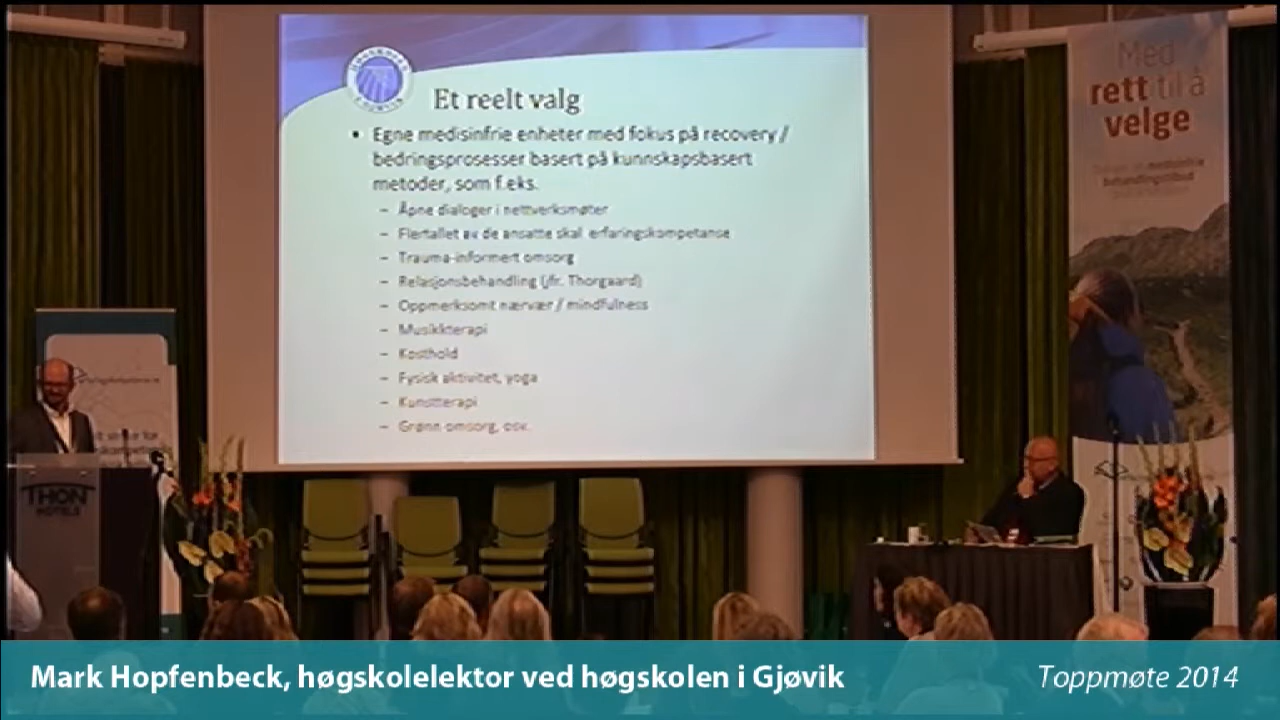 Et reelt valg
• Egne medisinfrie enheter med fokus på recovery /
bedringsprosesser basert på kunnskapsbasert
metoder, som f.eks.
– Åpne dialoger i nettverksmøter
– Flertallet av de ansatte skal erfaringskompetanse
– Trauma-informert omsorg
– Relasjonsbehandling (jfr. Thorgaard)
– Oppmerksomt nærvær / mindfulness
– Musikkterapi
– Kosthold
– Fysisk aktivitet, yoga
– Kunstterapi
– Grønn omsorg, osv.
Med
rett til å
velge
behandlingstilbud
THON
HOTELS
Mark Hopfenbeck, høgskolelektor ved høgskolen i Gjøvik
Toppmøte 2014